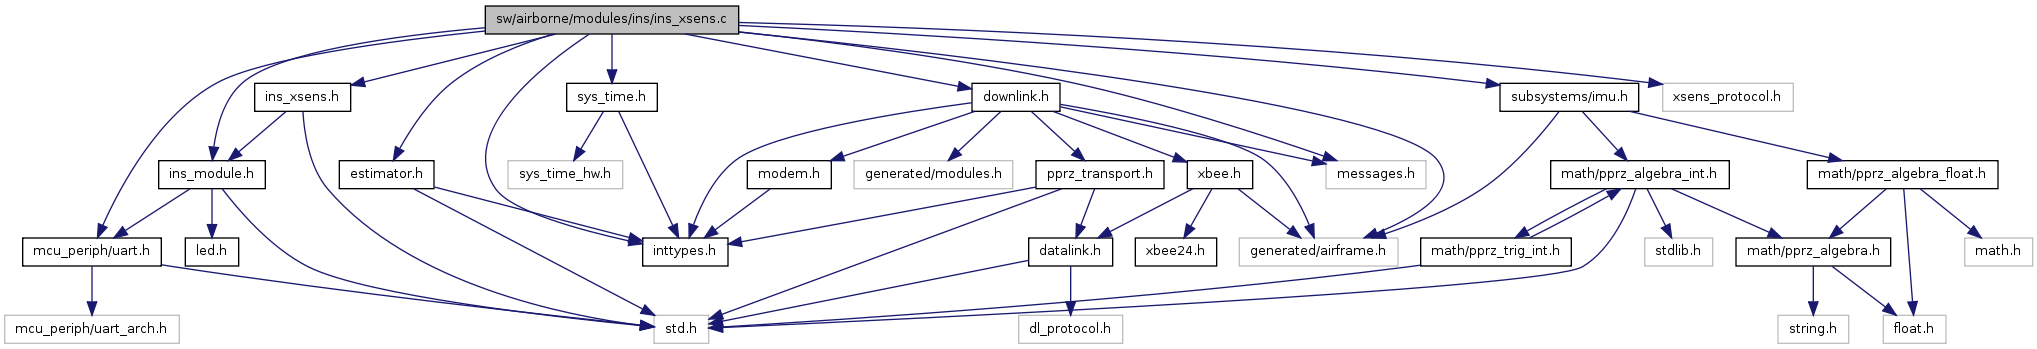 sw/airborne/modules/ins/ins_xsens.c
ins_xsens.h
sys_time.h
downlink.h
subsystems/imu.h
xsens_protocol.h
ins_module.h
estimator.h
sys_time_hw.h
modem.h
generated/modules.h
pprz_transport.h
xbee.h
messages.h
math/pprz_algebra_int.h
math/pprz_algebra_float.h
mcu_periph/uart.h
led.h
inttypes.h
datalink.h
xbee24.h
generated/airframe.h
math/pprz_trig_int.h
stdlib.h
math/pprz_algebra.h
math.h
mcu_periph/uart_arch.h
std.h
dl_protocol.h
string.h
float.h